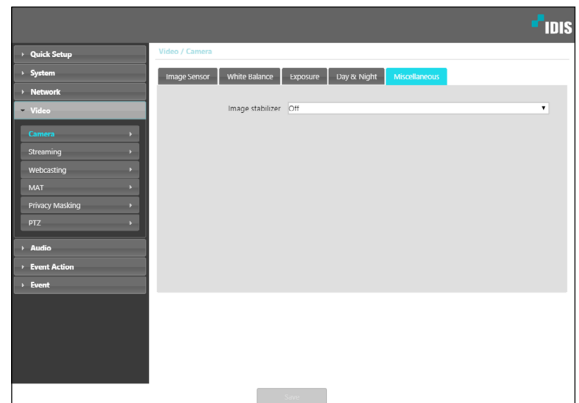 IDIS
Quick Setup
System
Network
Video
Camera
Streaming
Webcasting
MAT
Privacy Masking
PTZ
Audio
Event Action
Event
Video / Camera
Image Sensor White Balance Exposure Day & Night Miscellaneous
Image stabilizer Off
Save